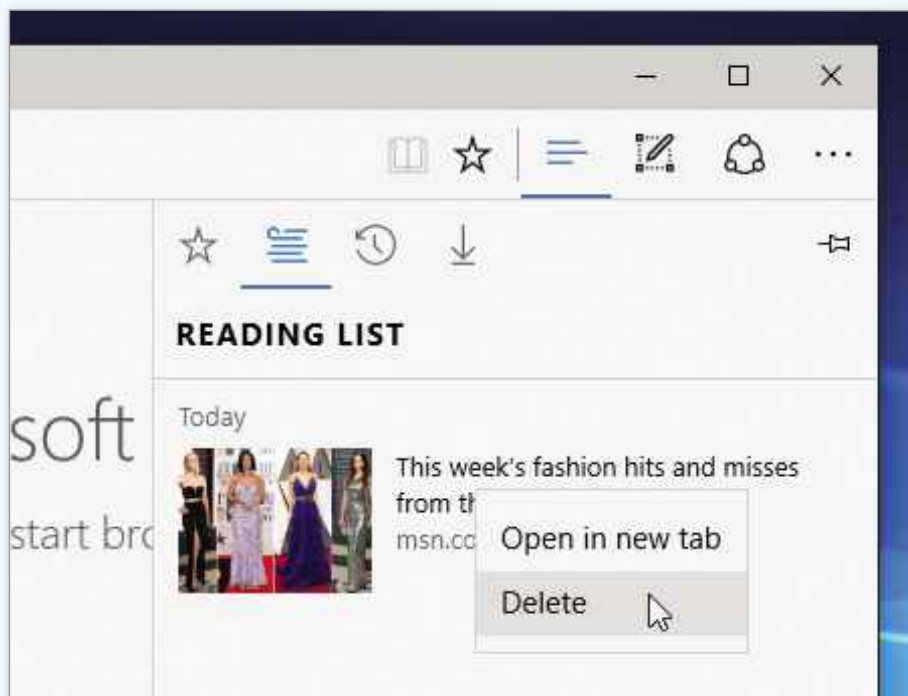 READING LIST
Today
soft
This week's fashion hits and misses
from th
start bro
msn.co
Open in new tab
Delete